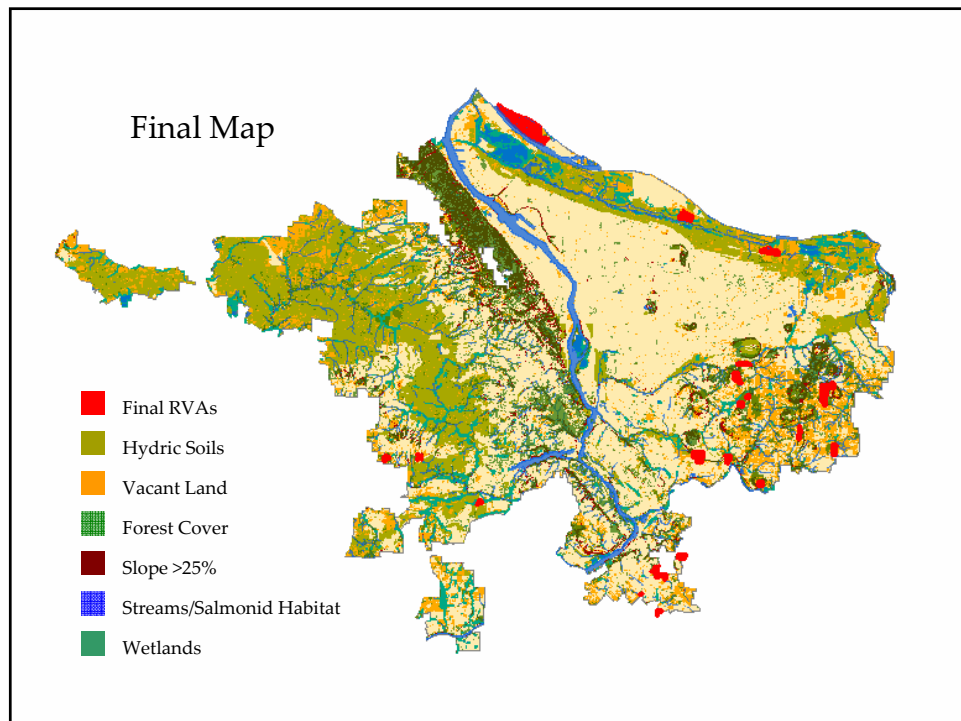 Final Map
Final RVAs
Hydric Soils
Vacant Land
Forest Cover
Slope >25%
Streams/Salmonid Habitat
Wetlands